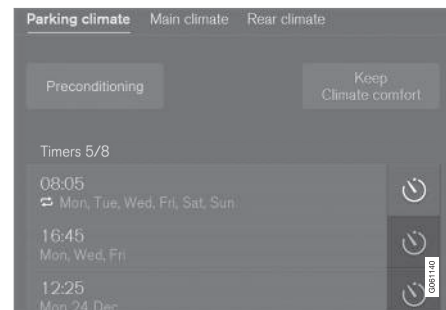 Parking climate Main climate Rear climate
Preconditioning
Keep
Climate comfort
Timers 5/8
08:05
Mon, Tue, Wed, Fri, Sat, Sun
16:45
Mon, Wed, Fri
12:25
Mon 24 Dec
G061140